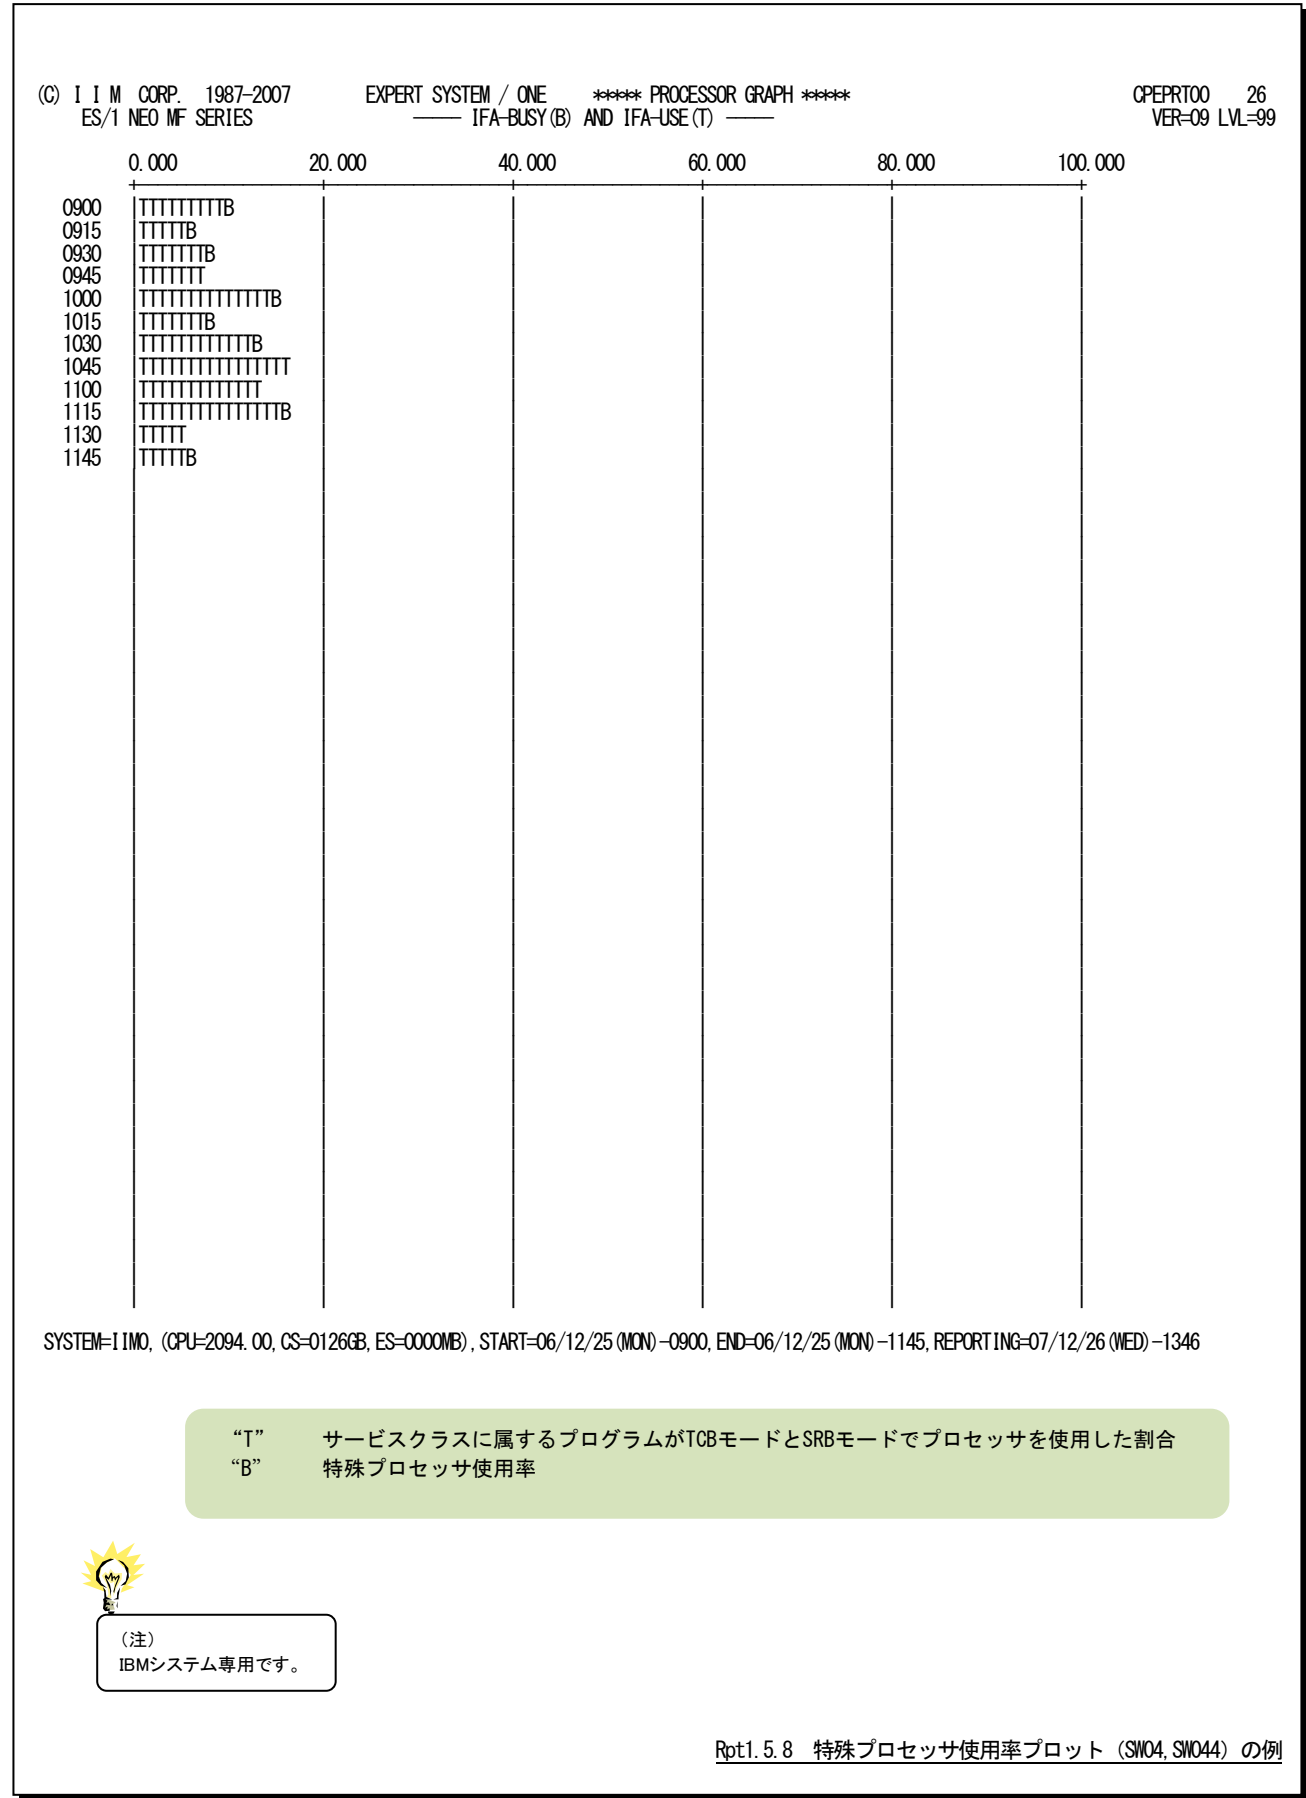 (C) I I M CORP. 1987-2007 EXPERT SYSTEM / ONE ***** PROCESSOR GRAPH ***** CPEPRT00 26
ES/1 NEO MF SERIES ----- IFA-BUSY(B) AND IFA-USE(T) ----- VER=09 LVL=99
0.000 20.000 40.000 60.000 80.000 100.000
0900 |TTTTTTTTTB
0915 |TTTTTB
0930 |TTTTTTTB
0945 |TTTTTTT
1000 |TTTTTTTTTTTTTTB
1015 |TTTTTTTB
1030 |TTTTTTTTTTTTB
1045 |TTTTTTTTTTTTTTTT
1100 |TTTTTTTTTTTTT
1115 |TTTTTTTTTTTTTTTB
1130 |TTTTT
1145 |TTTTTB
SYSTEM=IIMO,(CPU=2094.00,CS=0126GB,ES=0000MB),START=06/12/25(MON)-0900,END=06/12/25(MON)-1145,REPORTING=07/12/26(WED)-1346
“T” サービスクラスに属するプログラムがTCBモードとSRBモードでプロセッサを使用した割合
“B” 特殊プロセッサ使用率
（注）
IBMシステム専用です。
Rpt1.5.8 特殊プロセッサ使用率プロット（SW04,SW044）の例